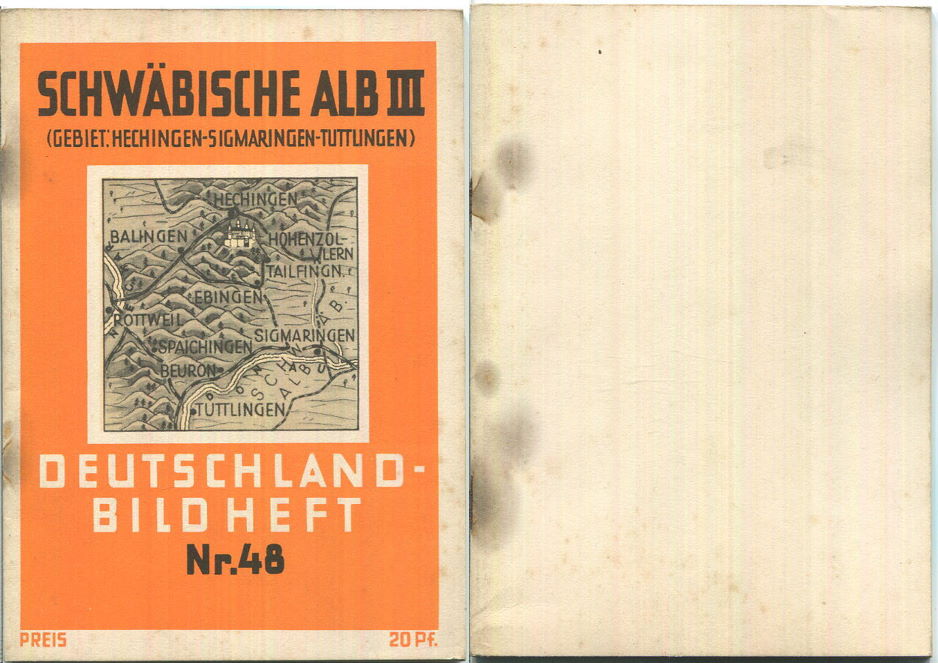 SCHWÄBISCHE ALB III
(GEBIET: HECHINGEN-SIGMARINGEN-TUTTLINGEN)
HECHINGEN
BALINGEN
HOHENZOL-
LERN
TAILFINGN.
EBINGEN
ROTTWEIL
SIGMARINGEN
SPAICHINGEN
BEURON
TUTTLINGEN
DEUTSCHLAND-
BILDHEFT
Nr.48
PREIS 20 Pf.